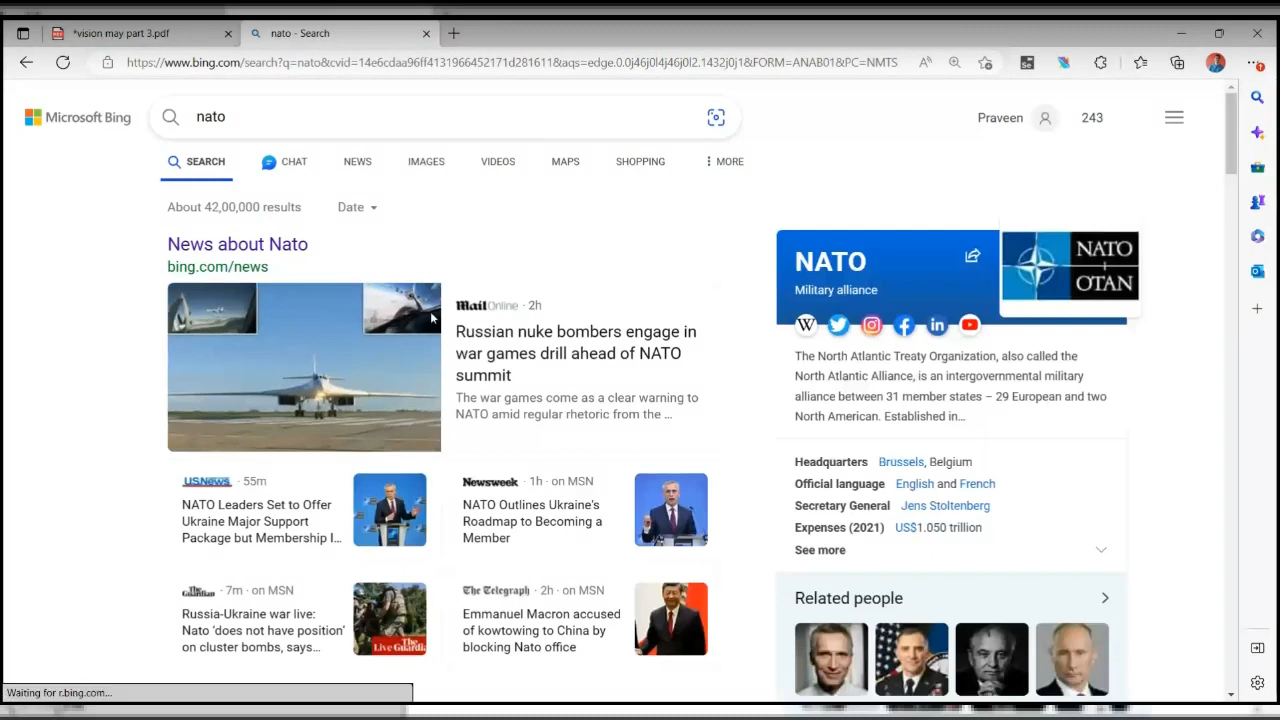 *vision may part 3.pdf
nato - Search
https://www.bing.com/search?q=nato&cvid=14e6cdaa96ff4131966452171d2581611&aqs=edge.0.0j46j0l4j46j0l2.1432j0j1&FORM=ANAB01&PC=NMTS
Microsoft Bing
nato
Praveen
243
SEARCH
CHAT
NEWS
IMAGES
VIDEOS
MAPS
SHOPPING
MORE
About 42,00,000 results
Date
News about Nato
bing.com/news
Mail Online · 2h
Russian nuke bombers engage in
war games drill ahead of NATO
summit
The war games come as a clear warning to
NATO amid regular rhetoric from the ...
USNews · 55m
NATO Leaders Set to Offer
Ukraine Major Support
Package but Membership I...
Newsweek · 1h · on MSN
NATO Outlines Ukraine's
Roadmap to Becoming a
Member
The Guardian · 7m · on MSN
Russia-Ukraine war live:
Nato 'does not have position'
on cluster bombs, says...
The Live Guardia
The Telegraph · 2h · on MSN
Emmanuel Macron accused
of kowtowing to China by
blocking Nato office
NATO
Military alliance
NATO
OTAN
W
The North Atlantic Treaty Organization, also called the
North Atlantic Alliance, is an intergovernmental military
alliance between 31 member states – 29 European and two
North American. Established in...
Headquarters Brussels, Belgium
Official language English and French
Secretary General Jens Stoltenberg
Expenses (2021) US$1.050 trillion
See more
Related people
Waiting for r.bing.com...